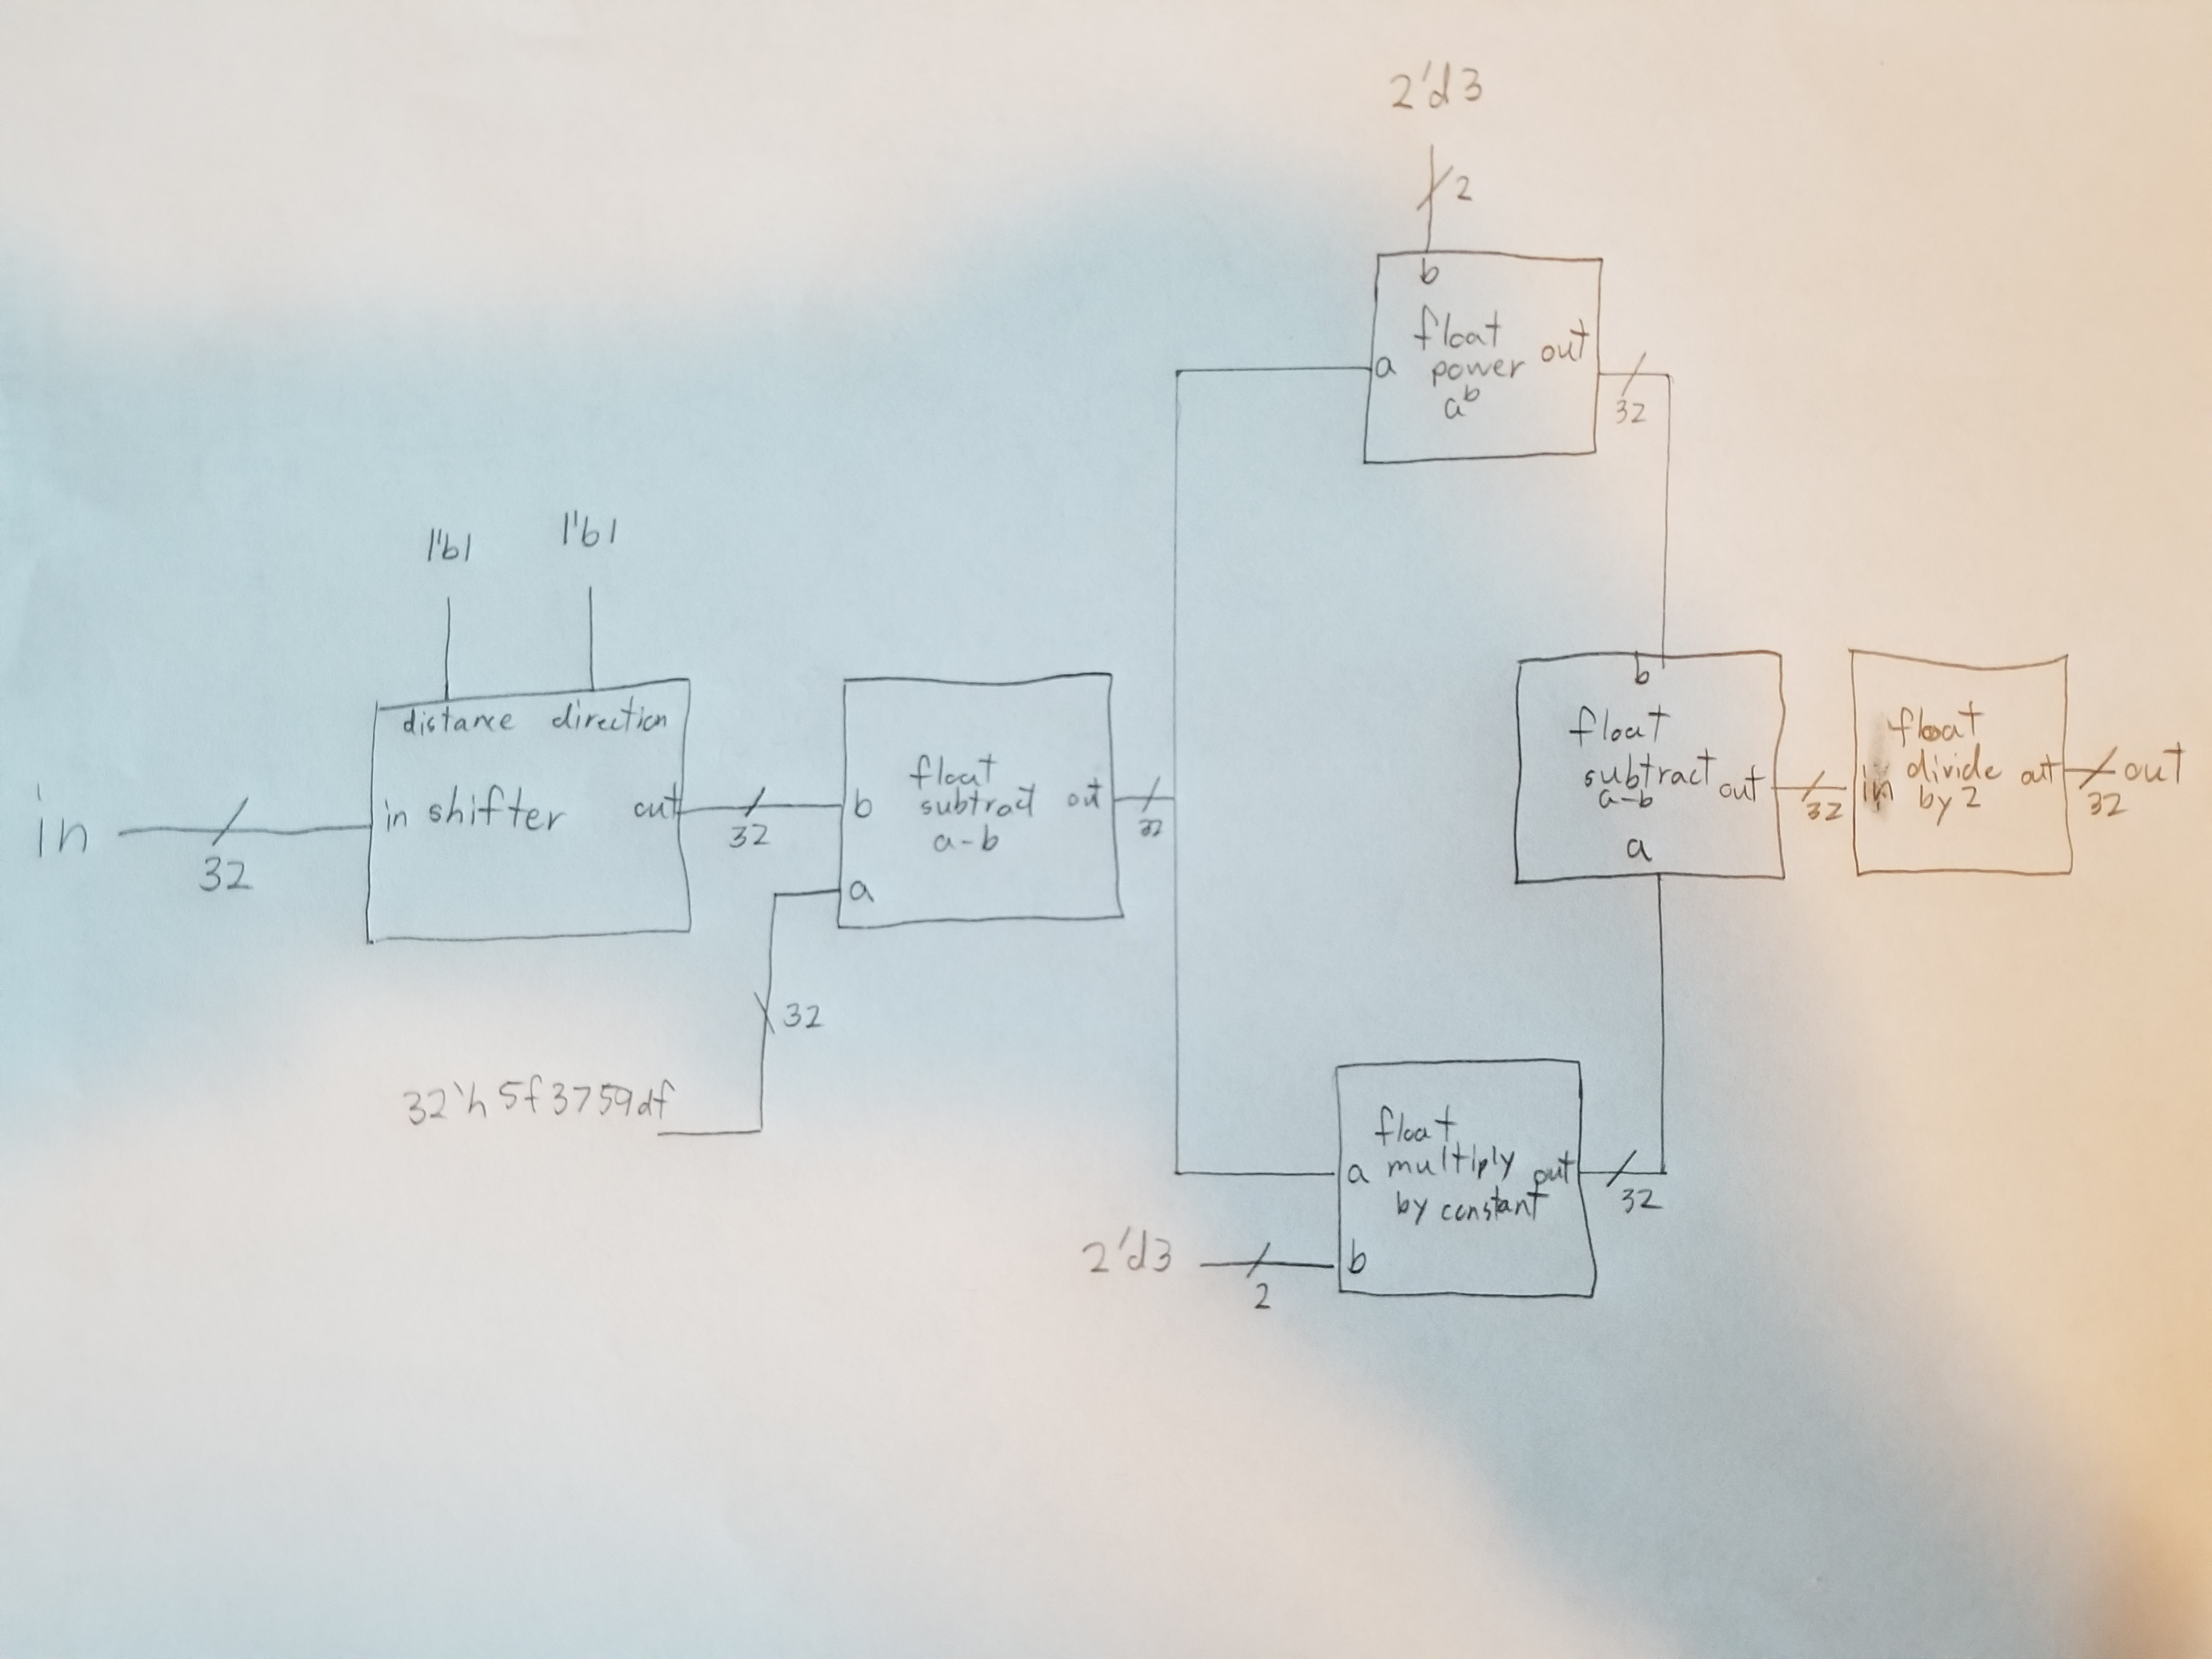 2'd3
2
b
float
power
a^b
a
out
32
1'b1
1'b1
distance direction
in
32
in shifter out
32
b
float
subtract
a-b
out
a
32
32
32'h5f3759df
b
float
subtract
a-b
out
a
32
float
in divide out
by 2
32
out
float
a multiply out
by constant
b
32
2'd3
2